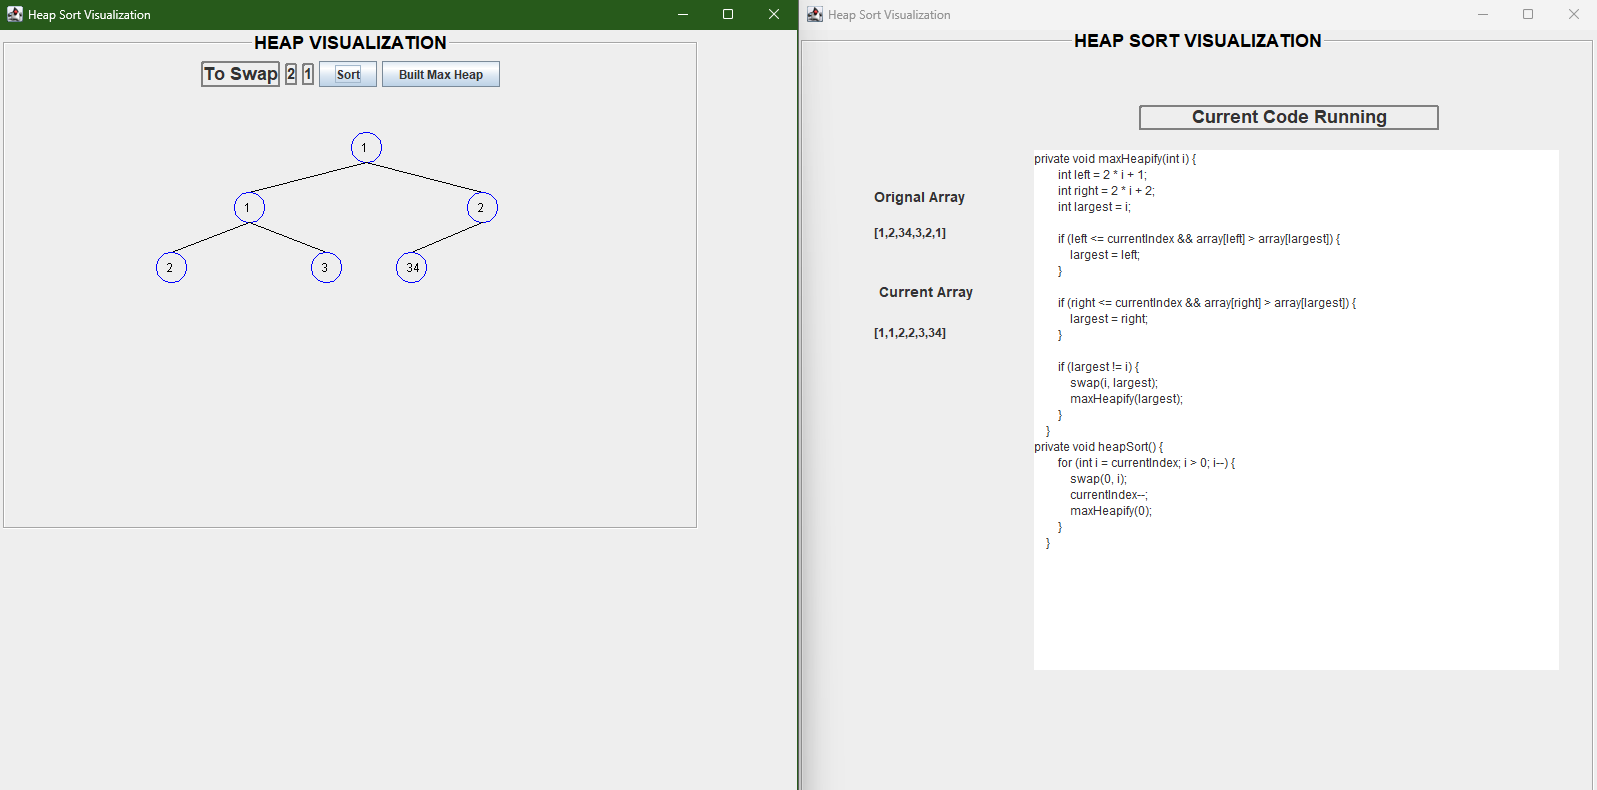 Heap Sort Visualization
HEAP VISUALIZATION
To Swap 2 1 Sort Built Max Heap
1
1 2
2 3 34
Heap Sort Visualization
HEAP SORT VISUALIZATION
Current Code Running
Orignal Array
[1,2,34,3,2,1]
Current Array
[1,1,2,2,3,34]
private void maxHeapify(int i) {
        int left = 2 * i + 1;
        int right = 2 * i + 2;
        int largest = i;

        if (left <= currentIndex && array[left] > array[largest]) {
            largest = left;
        }

        if (right <= currentIndex && array[right] > array[largest]) {
            largest = right;
        }

        if (largest != i) {
            swap(i, largest);
            maxHeapify(largest);
        }
    }
private void heapSort() {
        for (int i = currentIndex; i > 0; i--) {
            swap(0, i);
            currentIndex--;
            maxHeapify(0);
        }
    }